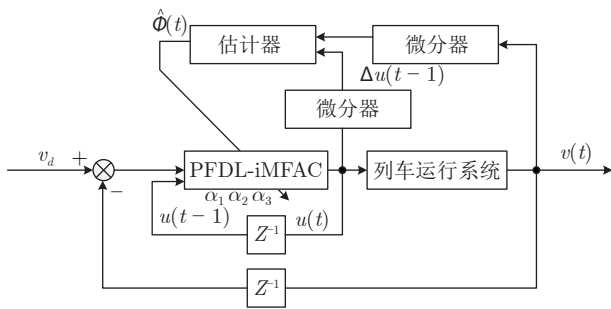 Φ̂(t)
估计器
微分器
Δu(t−1)
微分器
v_d
+
−
PFDL-iMFAC
列车运行系统
v(t)
α₁ α₂ α₃
u(t−1)
Z⁻¹
u(t)
Z⁻¹